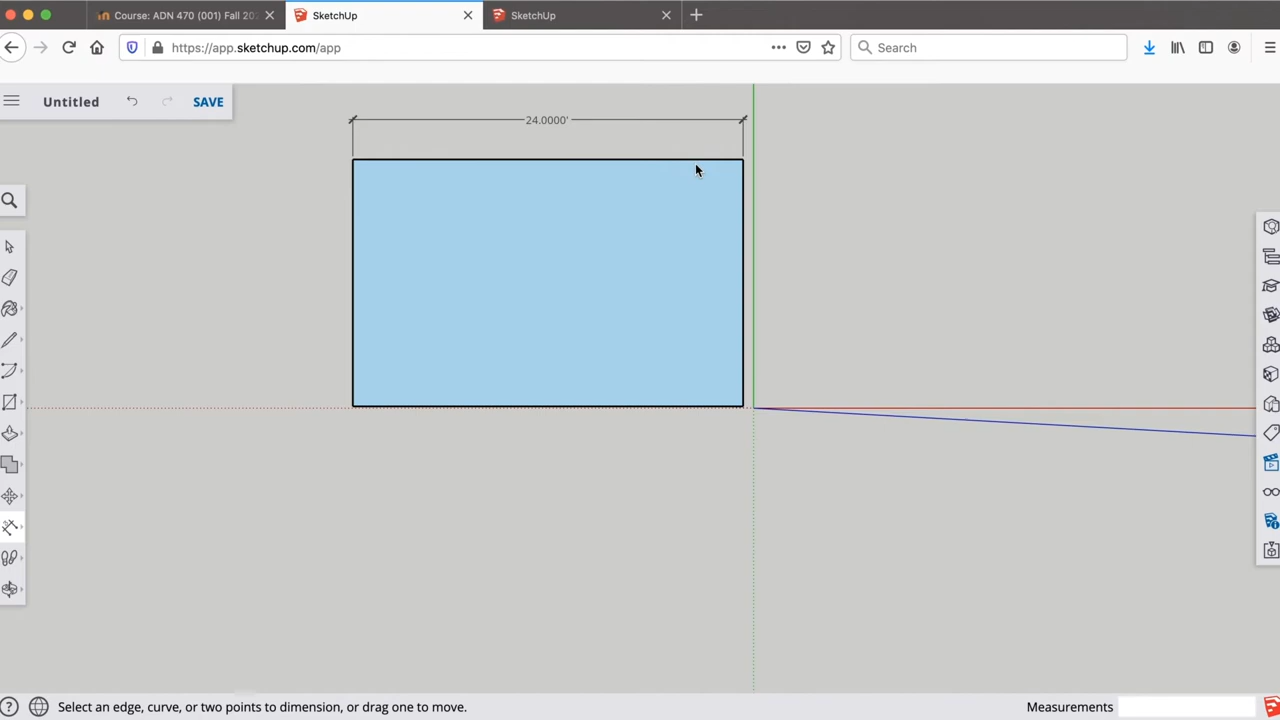 Course: ADN 470 (001) Fall 202
SketchUp
SketchUp
https://app.sketchup.com/app
Search
Untitled
SAVE
24.0000'
Select an edge, curve, or two points to dimension, or drag one to move.
Measurements